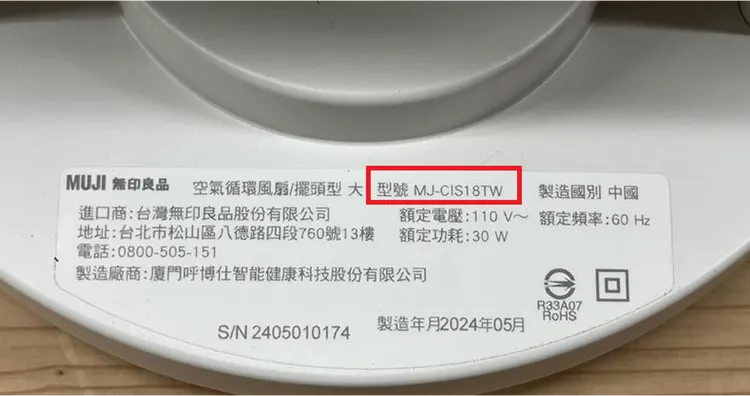 MUJI 無印良品 空氣循環風扇/擺頭型 大 型號 MJ-CIS18TW 製造國別 中國
進口商:台灣無印良品股份有限公司 額定電壓:110 V～ 額定頻率:60 Hz
地址:台北市松山區八德路四段760號13樓 額定功耗:30 W
電話:0800-505-151
製造廠商:廈門呼博仕智能健康科技股份有限公司
R33A07
RoHS
S/N 2405010174 製造年月2024年05月